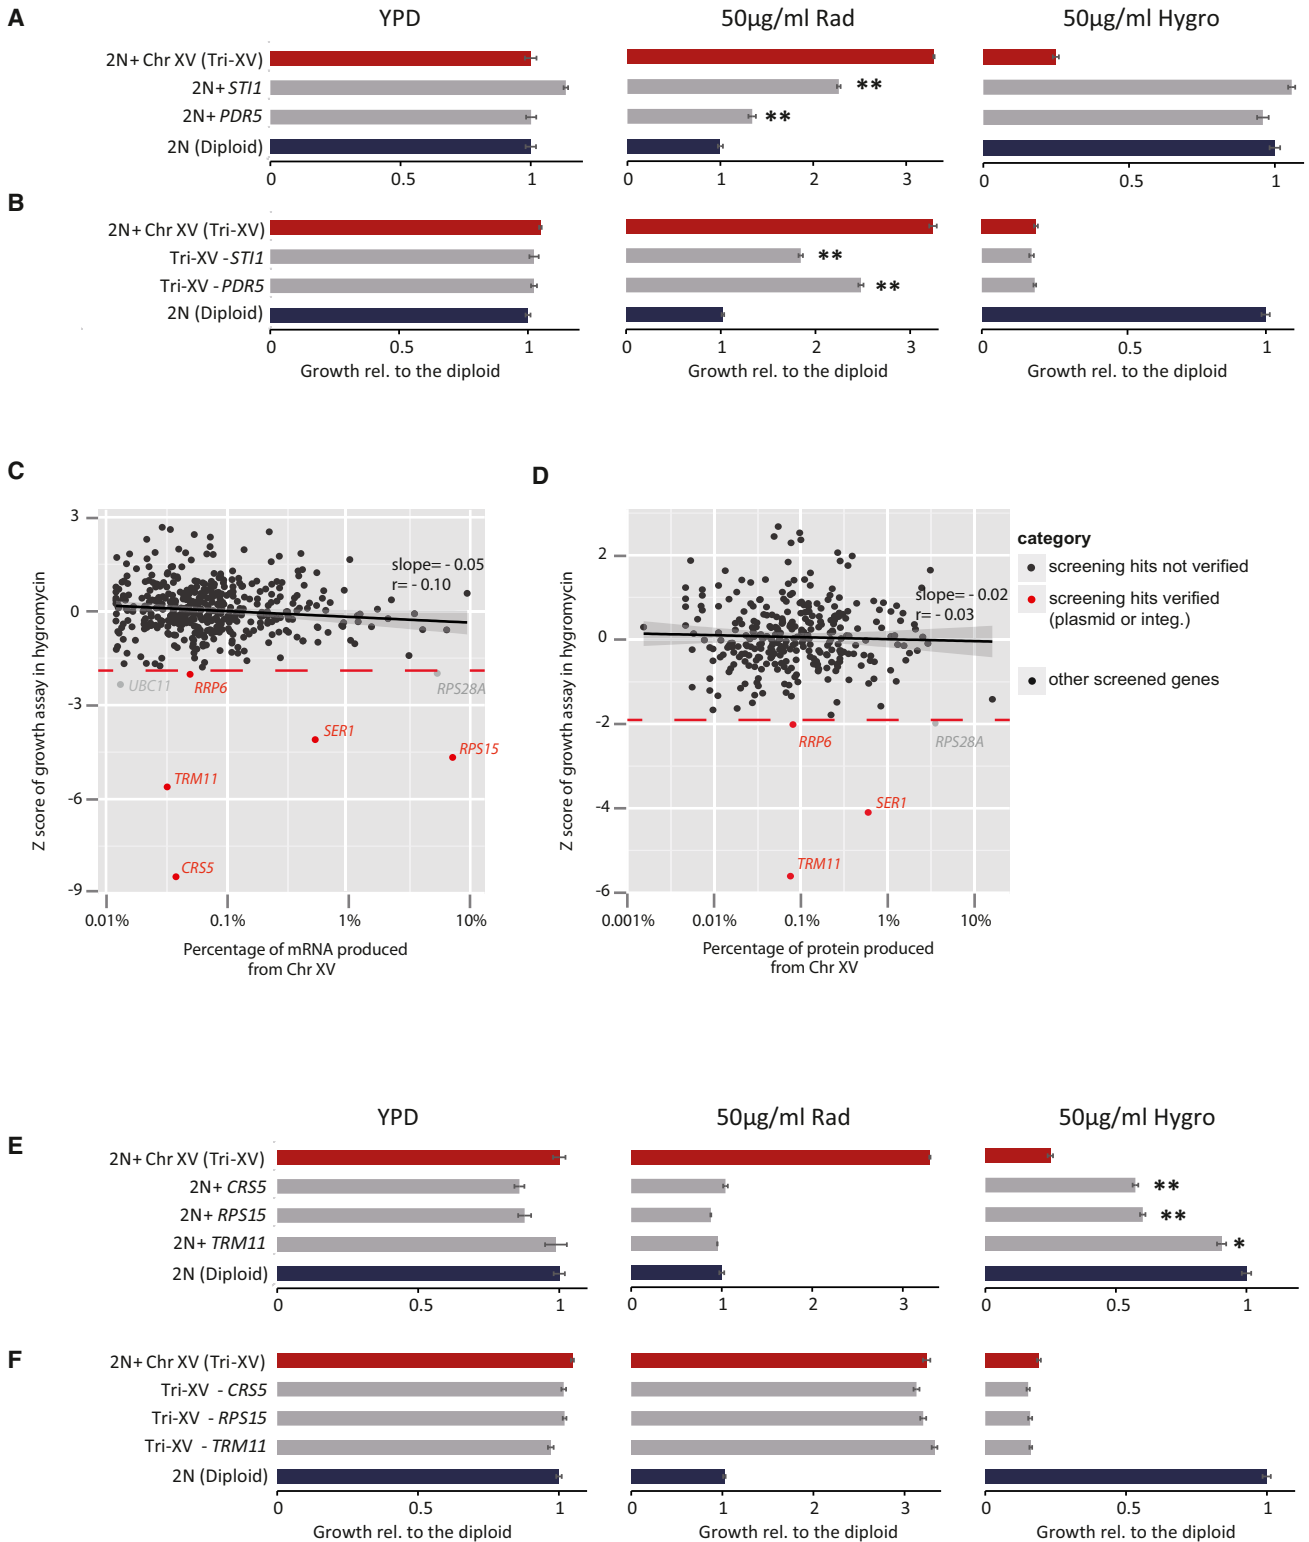 A
YPD
50µg/ml Rad
50µg/ml Hygro
2N+ Chr XV (Tri-XV)
2N+ STI1
2N+ PDR5
2N (Diploid)
**
**
0
0.5
1
0
1
2
3
0
0.5
1
B
2N+ Chr XV (Tri-XV)
Tri-XV -STI1
Tri-XV -PDR5
2N (Diploid)
**
**
0
0.5
1
0
1
2
3
0
0.5
1
Growth rel. to the diploid
Growth rel. to the diploid
Growth rel. to the diploid
C
Z score of growth assay in hygromycin
3
0
-3
-6
-9
slope= - 0.05
r= - 0.10
UBC11
RRP6
RPS28A
SER1
RPS15
TRM11
CRS5
0.01%
0.1%
1%
10%
Percentage of mRNA produced
from Chr XV
D
Z score of growth assay in hygromycin
2
0
-2
-4
-6
slope= - 0.02
r= - 0.03
RRP6
RPS28A
SER1
TRM11
0.001%
0.01%
0.1%
1%
10%
Percentage of protein produced
from Chr XV
category
screening hits not verified
screening hits verified
(plasmid or integ.)
other screened genes
YPD
50µg/ml Rad
50µg/ml Hygro
E
2N+ Chr XV (Tri-XV)
2N+ CRS5
2N+ RPS15
2N+ TRM11
2N (Diploid)
**
**
*
0
0.5
1
0
1
2
3
0
0.5
1
F
2N+ Chr XV (Tri-XV)
Tri-XV - CRS5
Tri-XV - RPS15
Tri-XV - TRM11
2N (Diploid)
0
0.5
1
0
1
2
3
0
0.5
1
Growth rel. to the diploid
Growth rel. to the diploid
Growth rel. to the diploid